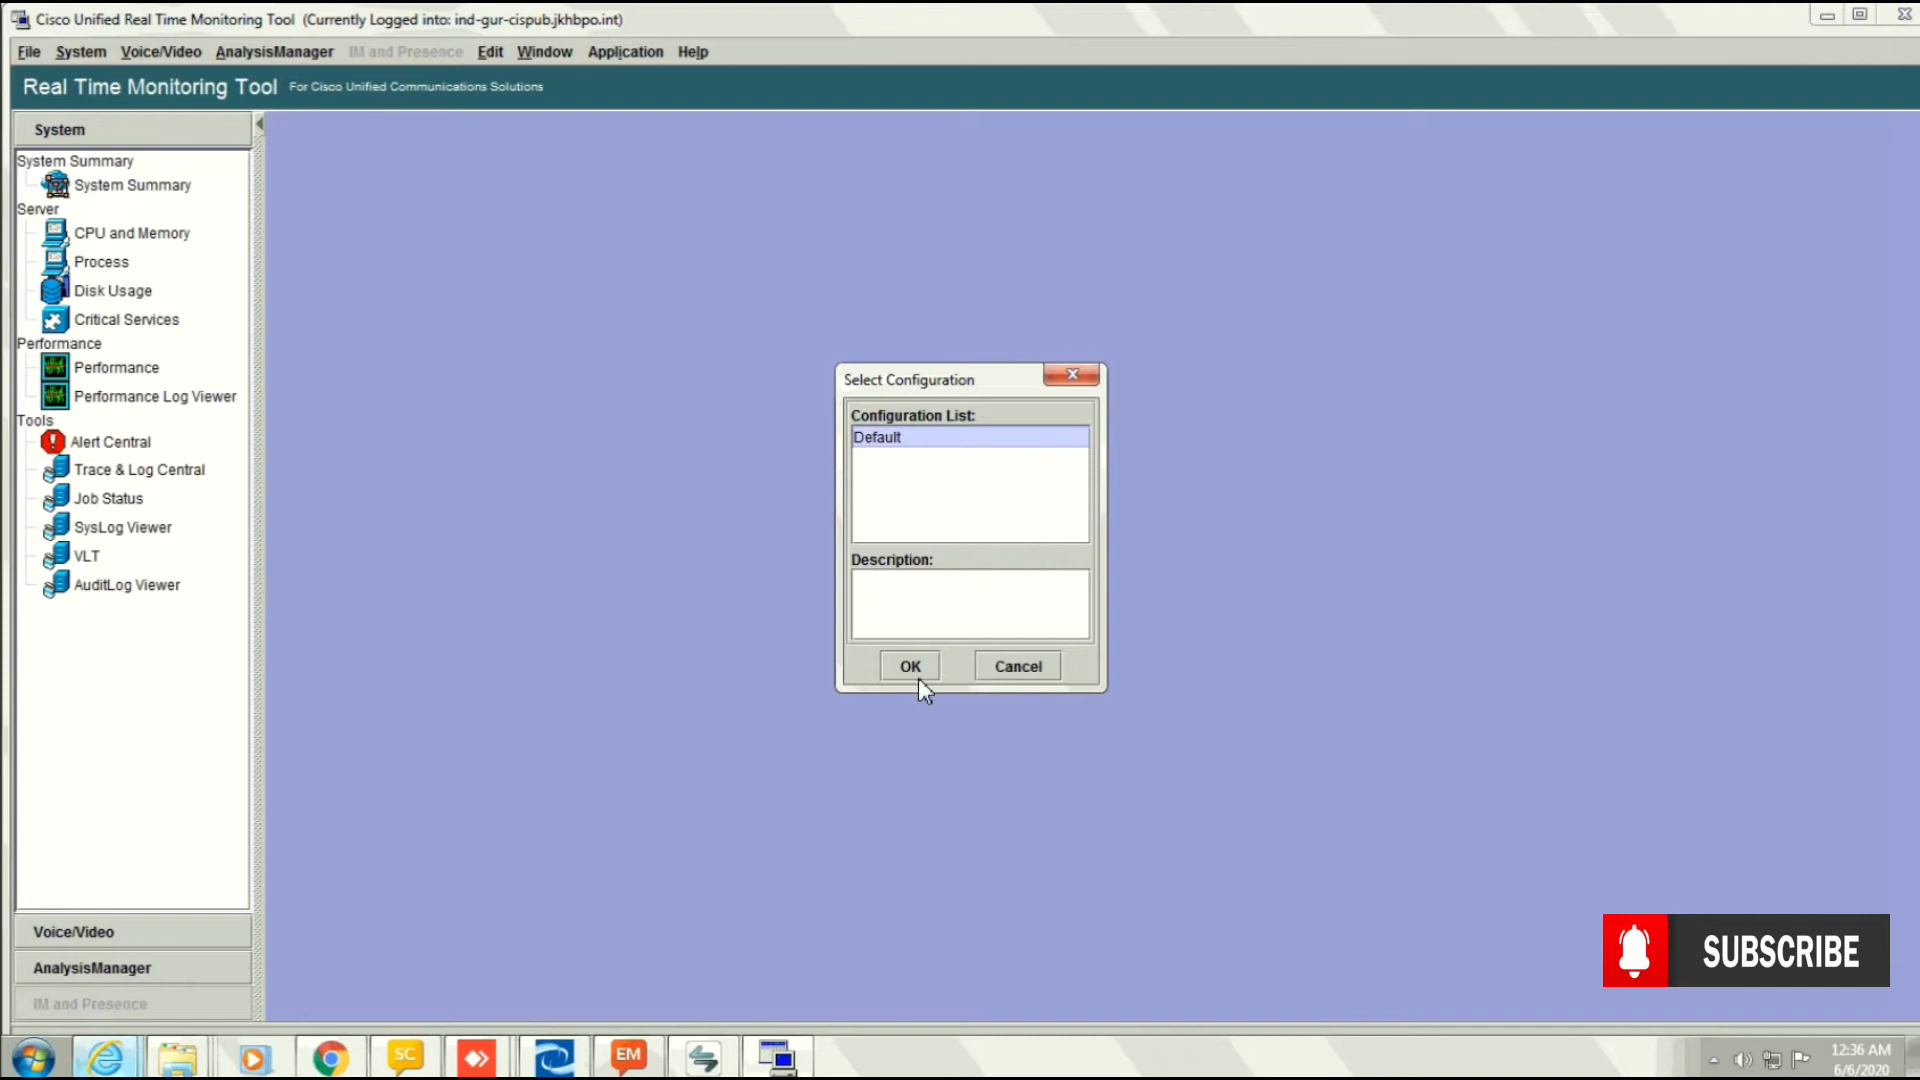 Cisco Unified Real Time Monitoring Tool (Currently Logged into: ind-gur-cispub.jkhbpo.int)
File System Voice/Video AnalysisManager IM and Presence Edit Window Application Help
Real Time Monitoring Tool For Cisco Unified Communications Solutions
System
System Summary
System Summary
Server
CPU and Memory
Process
Disk Usage
Critical Services
Performance
Performance
Performance Log Viewer
Tools
Alert Central
Trace & Log Central
Job Status
SysLog Viewer
VLT
AuditLog Viewer
Voice/Video
AnalysisManager
IM and Presence
Select Configuration
Configuration List:
Default
Description:
OK Cancel
SUBSCRIBE
SC
EM
12:36 AM
6/6/2020